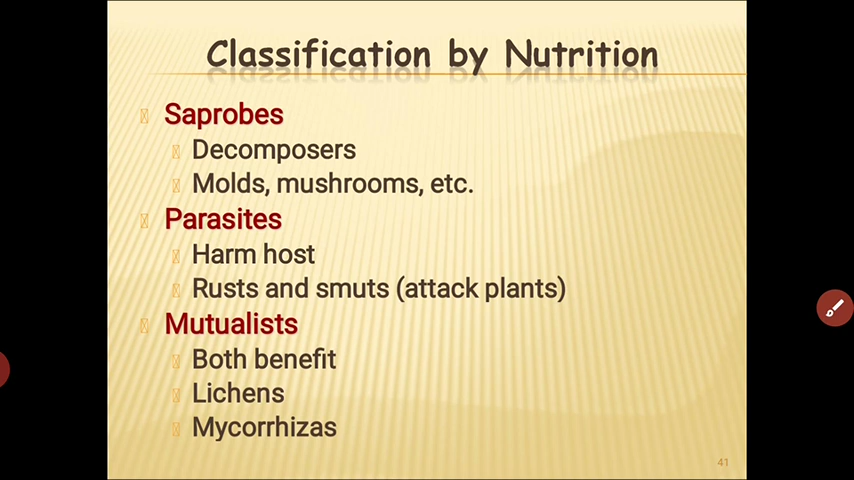 Classification by Nutrition
Saprobes
Decomposers
Molds, mushrooms, etc.
Parasites
Harm host
Rusts and smuts (attack plants)
Mutualists
Both benefit
Lichens
Mycorrhizas
41